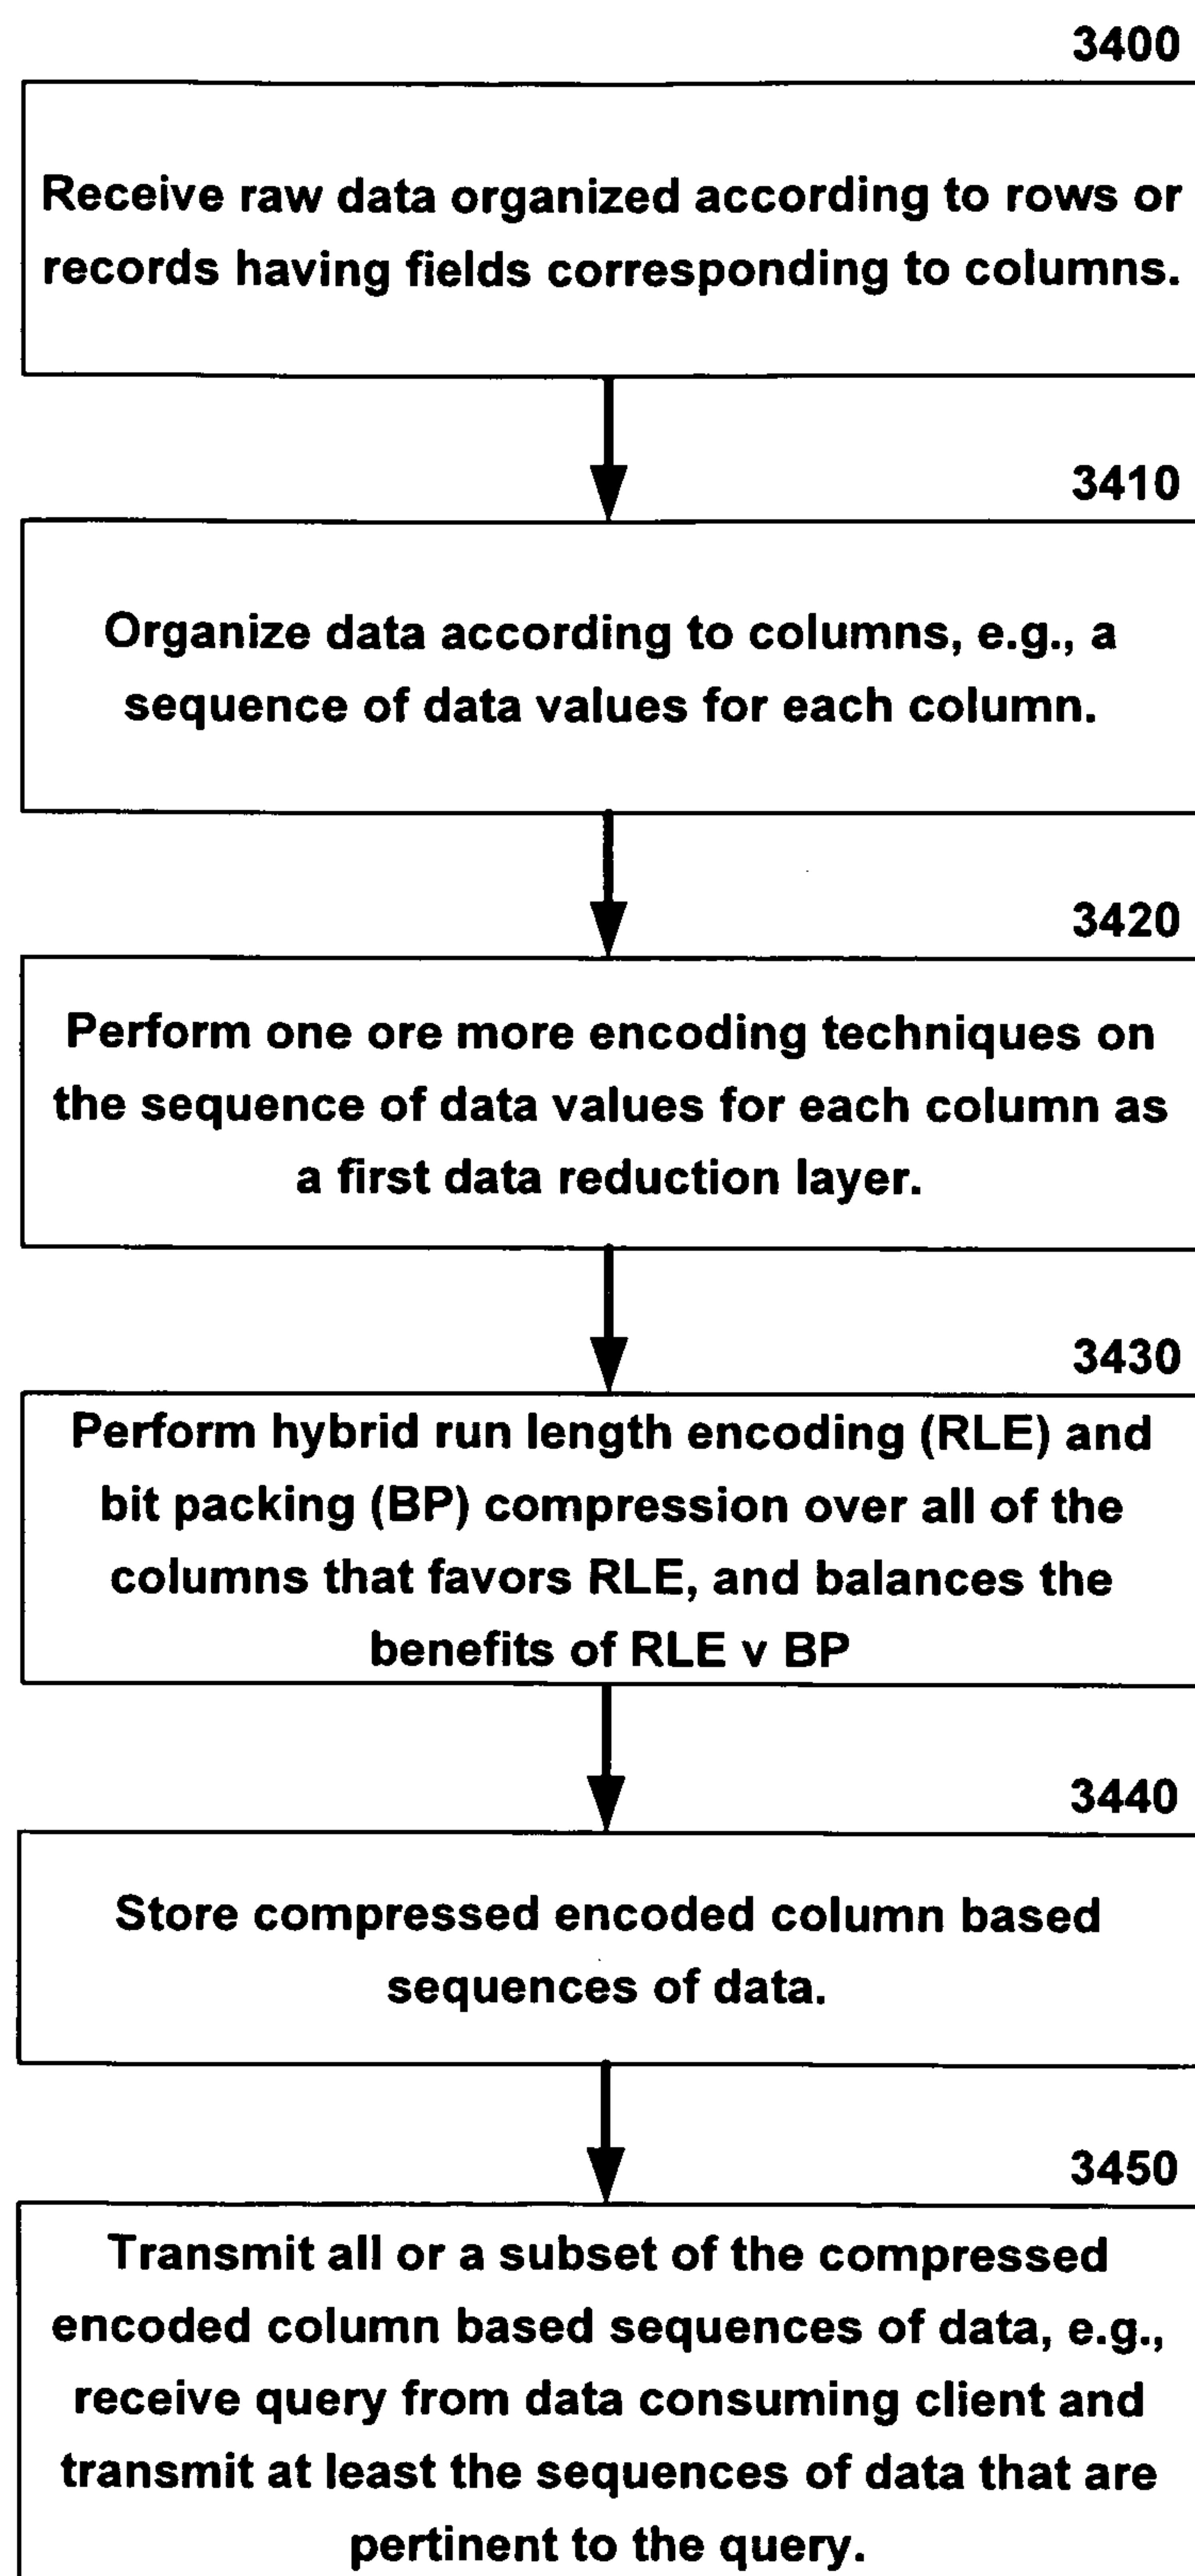 3400
Receive raw data organized according to rows or
records having fields corresponding to columns.
3410
Organize data according to columns, e.g., a
sequence of data values for each column.
3420
Perform one ore more encoding techniques on
the sequence of data values for each column as
a first data reduction layer.
3430
Perform hybrid run length encoding (RLE) and
bit packing (BP) compression over all of the
columns that favors RLE, and balances the
benefits of RLE v BP
3440
Store compressed encoded column based
sequences of data.
3450
Transmit all or a subset of the compressed
encoded column based sequences of data, e.g.,
receive query from data consuming client and
transmit at least the sequences of data that are
pertinent to the query.